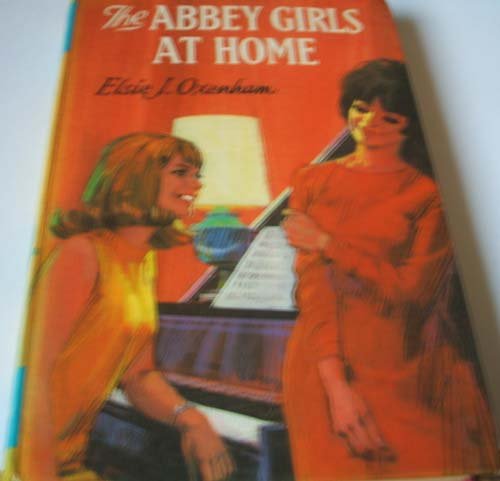 The ABBEY GIRLS
AT HOME
Elsie J. Oxenham